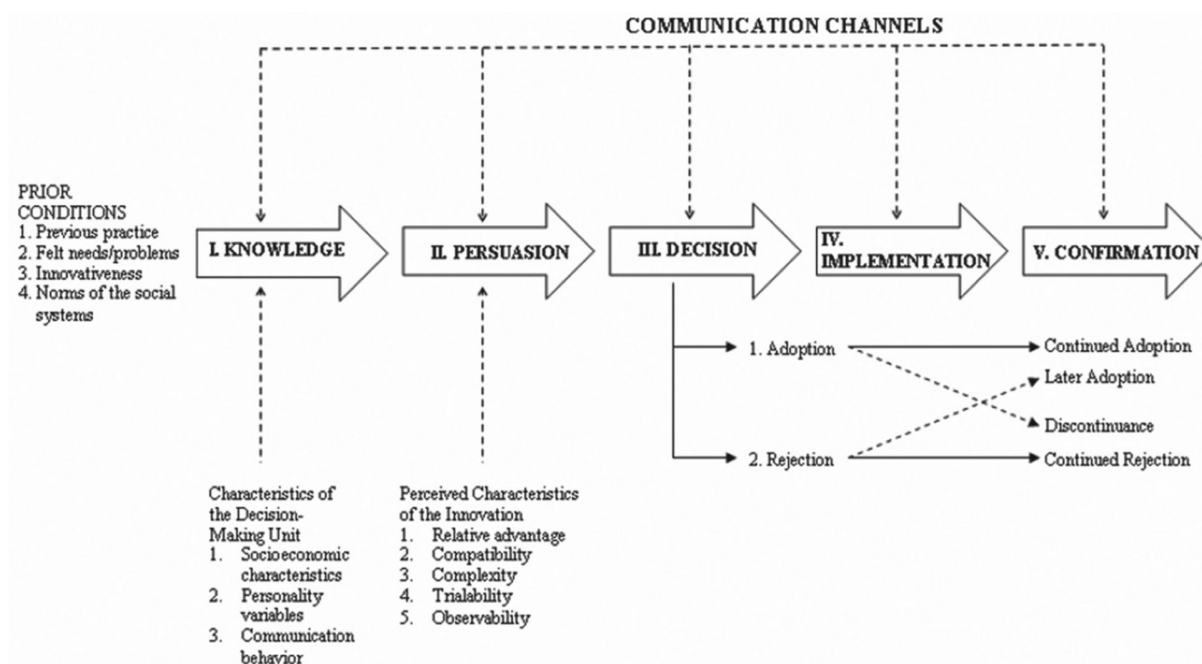 COMMUNICATION CHANNELS
PRIOR
CONDITIONS
1. Previous practice
2. Felt needs/problems
3. Innovativeness
4. Norms of the social
systems
I. KNOWLEDGE
II. PERSUASION
III. DECISION
IV.
IMPLEMENTATION
V. CONFIRMATION
1. Adoption
Continued Adoption
Later Adoption
Discontinuance
2. Rejection
Continued Rejection
Characteristics of
the Decision-
Making Unit
1. Socioeconomic
characteristics
2. Personality
variables
3. Communication
behavior
Perceived Characteristics
of the Innovation
1. Relative advantage
2. Compatibility
3. Complexity
4. Trialability
5. Observability